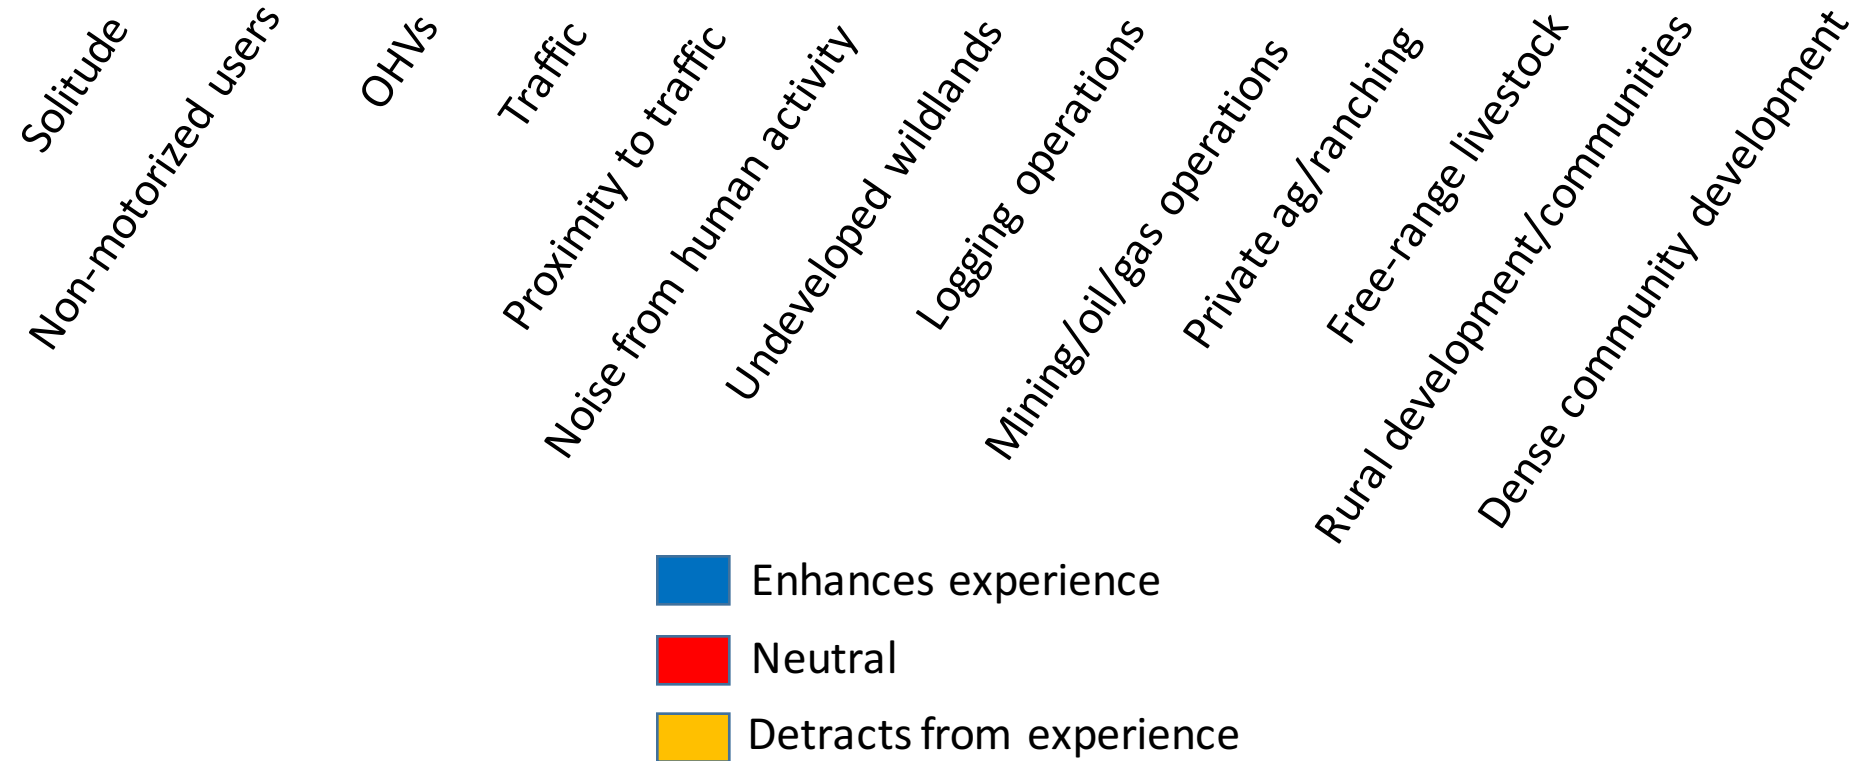 Solitude
Non-motorized users
OHVs
Traffic
Proximity to traffic
Noise from human activity
Undeveloped wildlands
Logging operations
Mining/oil/gas operations
Private ag/ranching
Free-range livestock
Rural development/communities
Dense community development
Enhances experience
Neutral
Detracts from experience